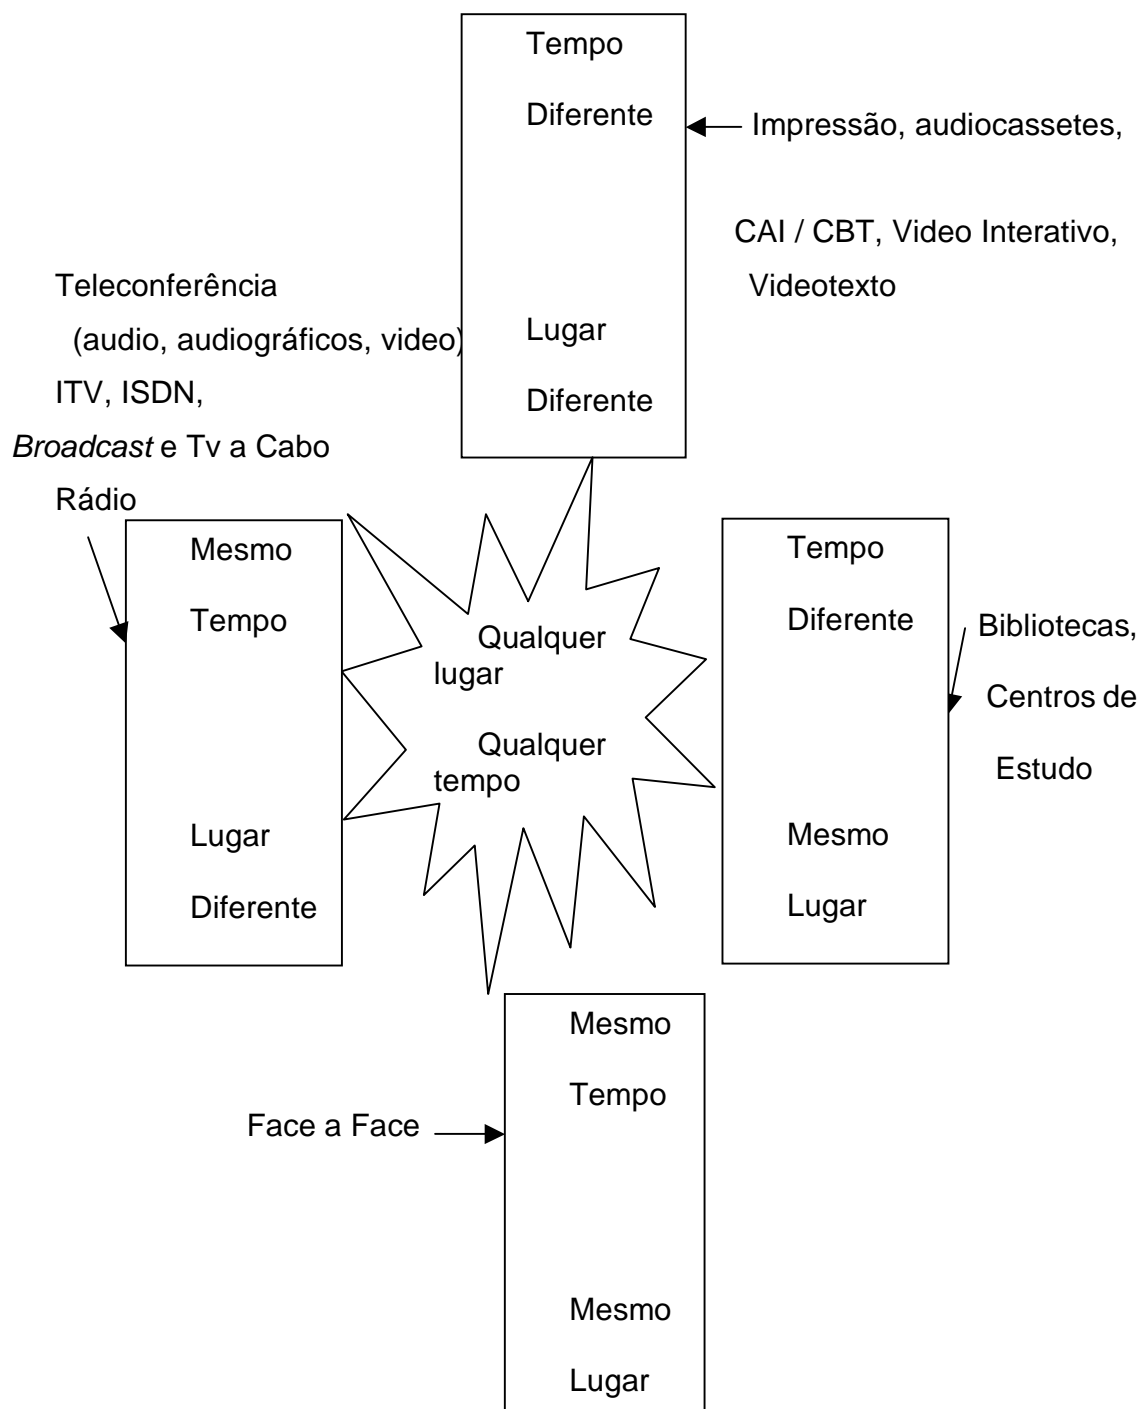 Tempo
Diferente
Lugar
Diferente
Impressão, audiocassetes,
CAI / CBT, Video Interativo,
Videotexto
Teleconferência
(audio, audiográficos, video)
ITV, ISDN,
Broadcast e Tv a Cabo
Rádio
Mesmo
Tempo
Lugar
Diferente
Qualquer
lugar
Qualquer
tempo
Tempo
Diferente
Mesmo
Lugar
Bibliotecas,
Centros de
Estudo
Face a Face
Mesmo
Tempo
Mesmo
Lugar